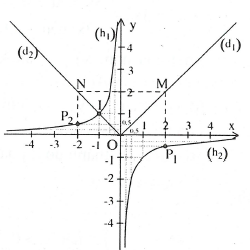 (h₁) y
(d₂) (d₁)
4
3
N 2 M
I 1
P₂ 0,5 0,5
-4 -3 -2 -1 O 1 2 3 4 x
-1 P₁ (h₂)
-2
-3
-4